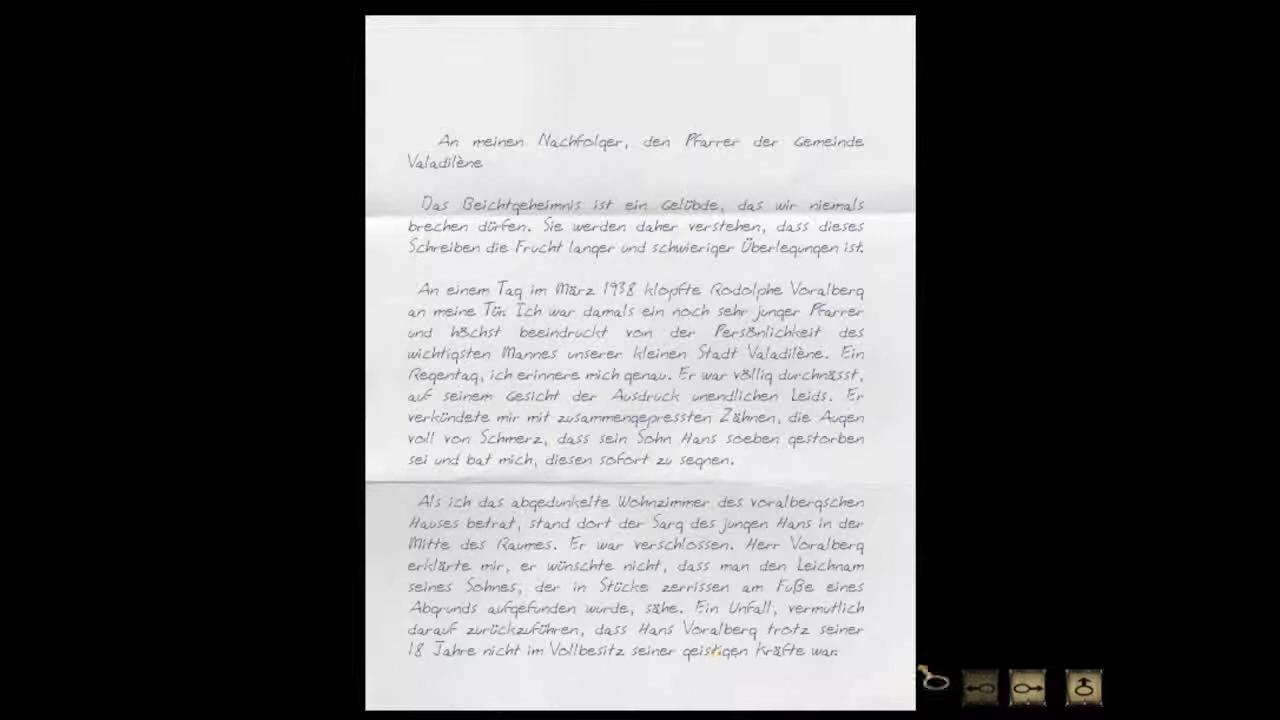 An meinen Nachfolger, den Pfarrer der Gemeinde
Valadilène
Das Beichtgeheimnis ist ein Gelübde, das wir niemals
brechen dürfen. Sie werden daher verstehen, dass dieses
Schreiben die Frucht langer und schwieriger Überlegungen ist.
An einem Tag im März 1938 klopfte Rodolphe Voralberg
an meine Tür. Ich war damals ein noch sehr junger Pfarrer
und höchst beeindruckt von der Persönlichkeit des
wichtigsten Mannes unserer kleinen Stadt Valadilène. Ein
Regentag, ich erinnere mich genau. Er war völlig durchnässt,
auf seinem Gesicht der Ausdruck unendlichen Leids. Er
verkündete mir mit zusammengepressten Zähnen, die Augen
voll von Schmerz, dass sein Sohn Hans soeben gestorben
sei und bat mich, diesen sofort zu segnen.
Als ich das abgedunkelte Wohnzimmer des voralbergschen
Hauses betrat, stand dort der Sarg des jungen Hans in der
Mitte des Raumes. Er war verschlossen. Herr Voralberg
erklärte mir, er wünschte nicht, dass man den Leichnam
seines Sohnes, der in Stücke zerrissen am Fuße eines
Abgrunds aufgefunden wurde, sähe. Ein Unfall, vermutlich
darauf zurückzuführen, dass Hans Voralberg trotz seiner
18 Jahre nicht im Vollbesitz seiner geistigen Kräfte war.